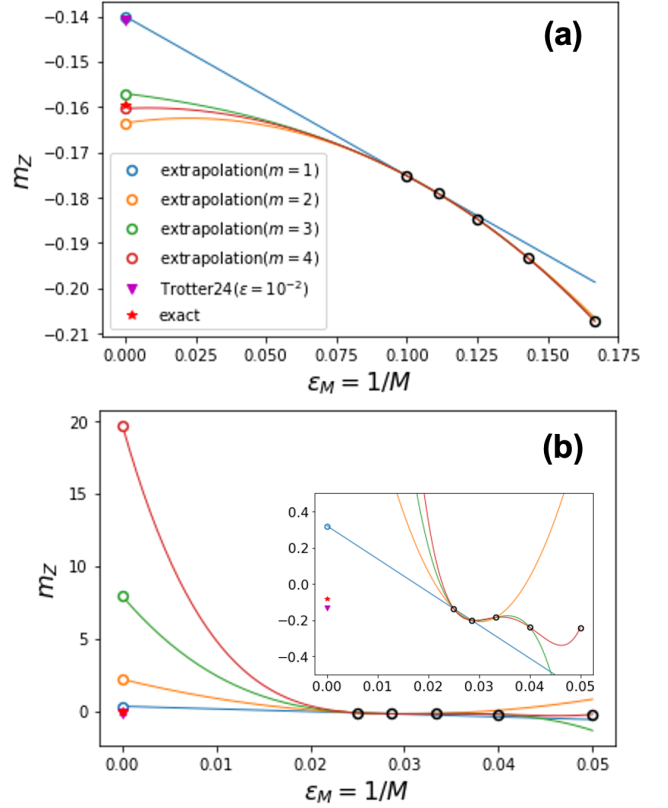 (a)
−0.14
−0.15
−0.16
−0.17
−0.18
−0.19
−0.20
−0.21
m_Z
extrapolation(m = 1)
extrapolation(m = 2)
extrapolation(m = 3)
extrapolation(m = 4)
Trotter24(ε = 10⁻²)
exact
0.000 0.025 0.050 0.075 0.100 0.125 0.150 0.175
ε_M = 1/M
(b)
20
15
10
5
0
m_Z
0.4
0.2
0.0
−0.2
−0.4
0.00 0.01 0.02 0.03 0.04 0.05
0.00 0.01 0.02 0.03 0.04 0.05
ε_M = 1/M